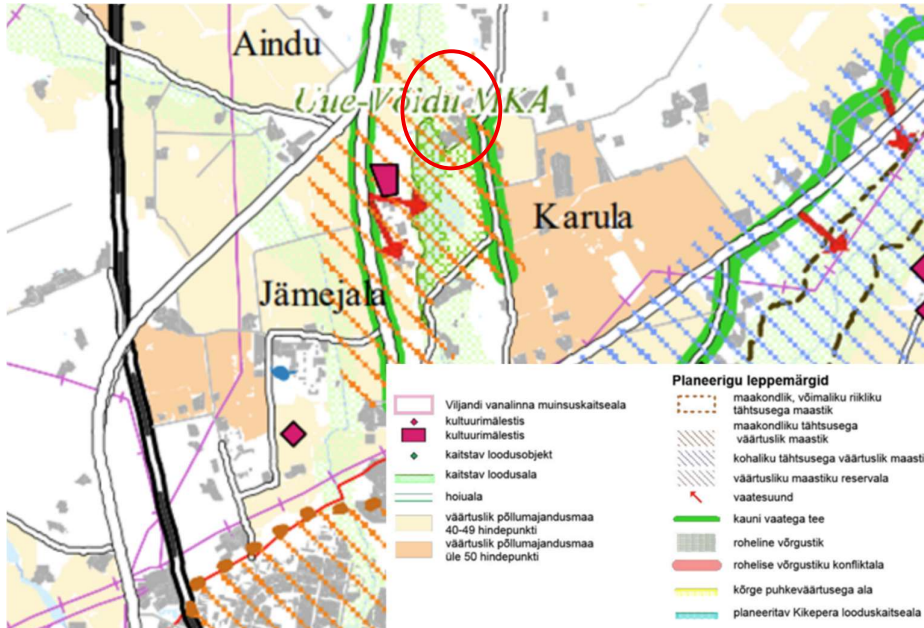 Aindu
Uue-Võidu MKA
Karula
Jämejala
Viljandi vanalinna muinsuskaitseala
kultuurimälestis
kultuurimälestis
kaitstav loodusobjekt
kaitstav loodusala
hoiuala
väärtuslik põllumajandusmaa
40-49 hindepunkti
väärtuslik põllumajandusmaa
üle 50 hindepunkti
Planeerigu leppemärgid
maakondlik, võimaliku riikliku
tähtsusega maastik
maakondliku tähtsusega
väärtuslik maastik
kohaliku tähtsusega väärtuslik maasti
väärtusliku maastiku reservala
vaatesuund
kauni vaatega tee
roheline võrgustik
rohelise võrgustiku konfliktala
kõrge puhkeväärtusega ala
planeeritav Kikepera looduskaitseala